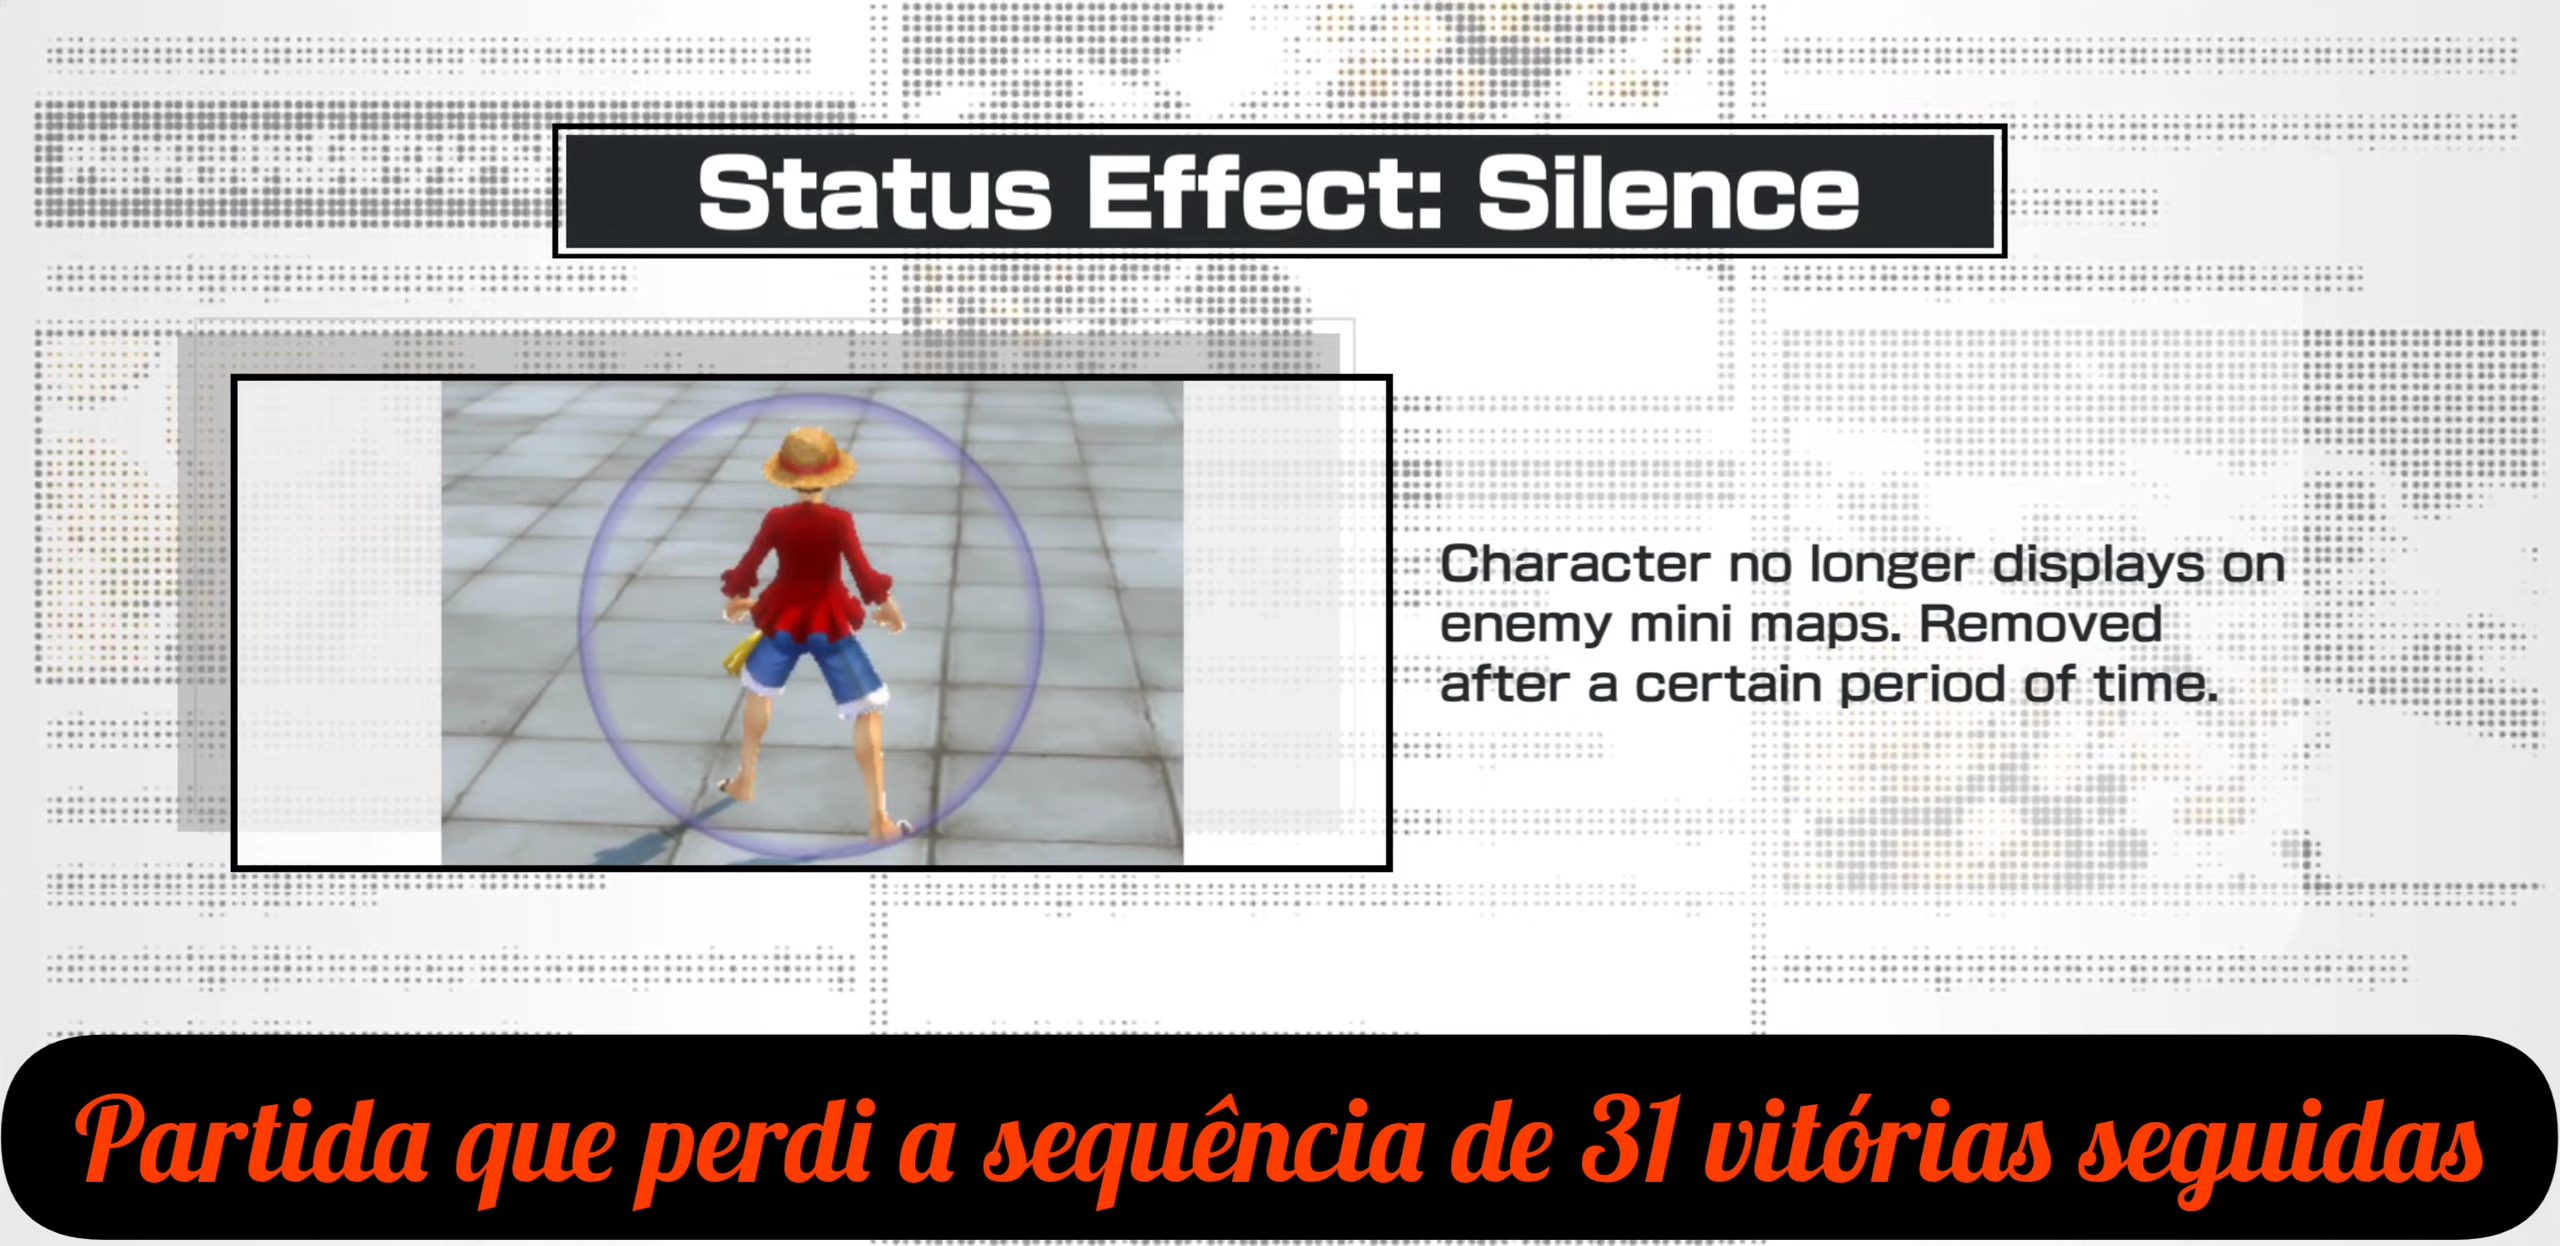 Status Effect: Silence
Character no longer displays on
enemy mini maps. Removed
after a certain period of time.
Partida que perdi a sequência de 31 vitórias seguidas